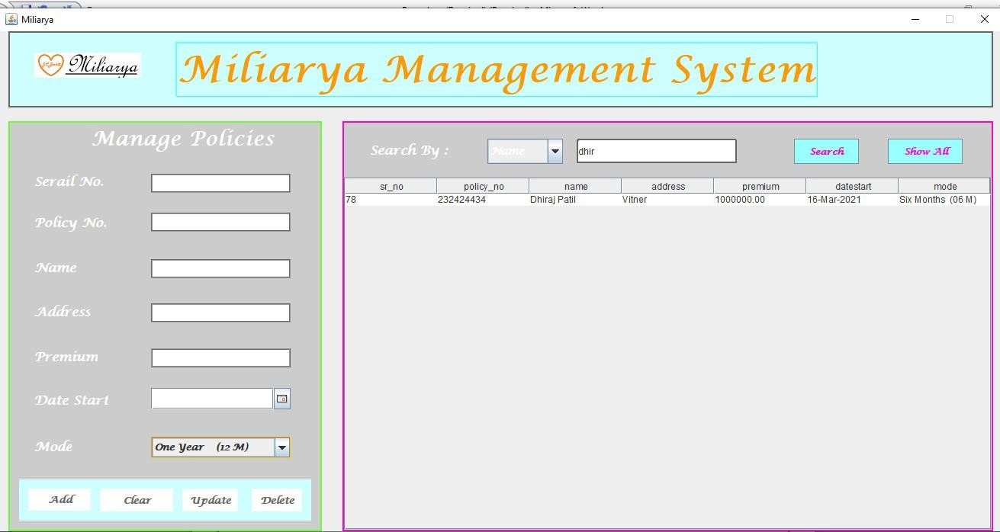 Miliarya
Miliarya
Miliarya Management System
Manage Policies
Serail No.
Policy No.
Name
Address
Premium
Date Start
Mode
One Year (12 M)
Add Clear Update Delete
Search By : Name dhir Search Show All
sr_no policy_no name address premium datestart mode
78 232424434 Dhiraj Patil Vitner 1000000.00 16-Mar-2021 Six Months (06 M)